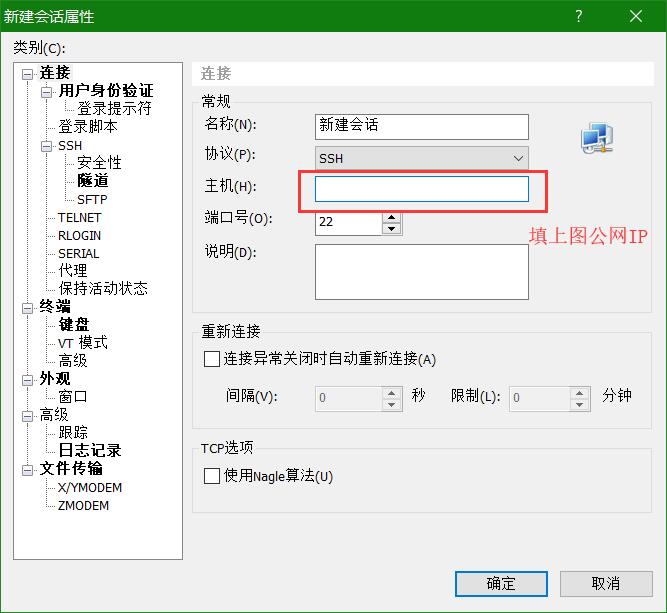 新建会话属性
类别(C):
连接
用户身份验证
登录提示符
登录脚本
SSH
安全性
隧道
SFTP
TELNET
RLOGIN
SERIAL
代理
保持活动状态
终端
键盘
VT 模式
高级
外观
窗口
高级
跟踪
日志记录
文件传输
X/YMODEM
ZMODEM
连接
常规
名称(N): 新建会话
协议(P): SSH
主机(H):
端口号(O): 22
填上图公网IP
说明(D):
重新连接
连接异常关闭时自动重新连接(A)
间隔(V): 0 秒 限制(L): 0 分钟
TCP选项
使用Nagle算法(U)
确定 取消